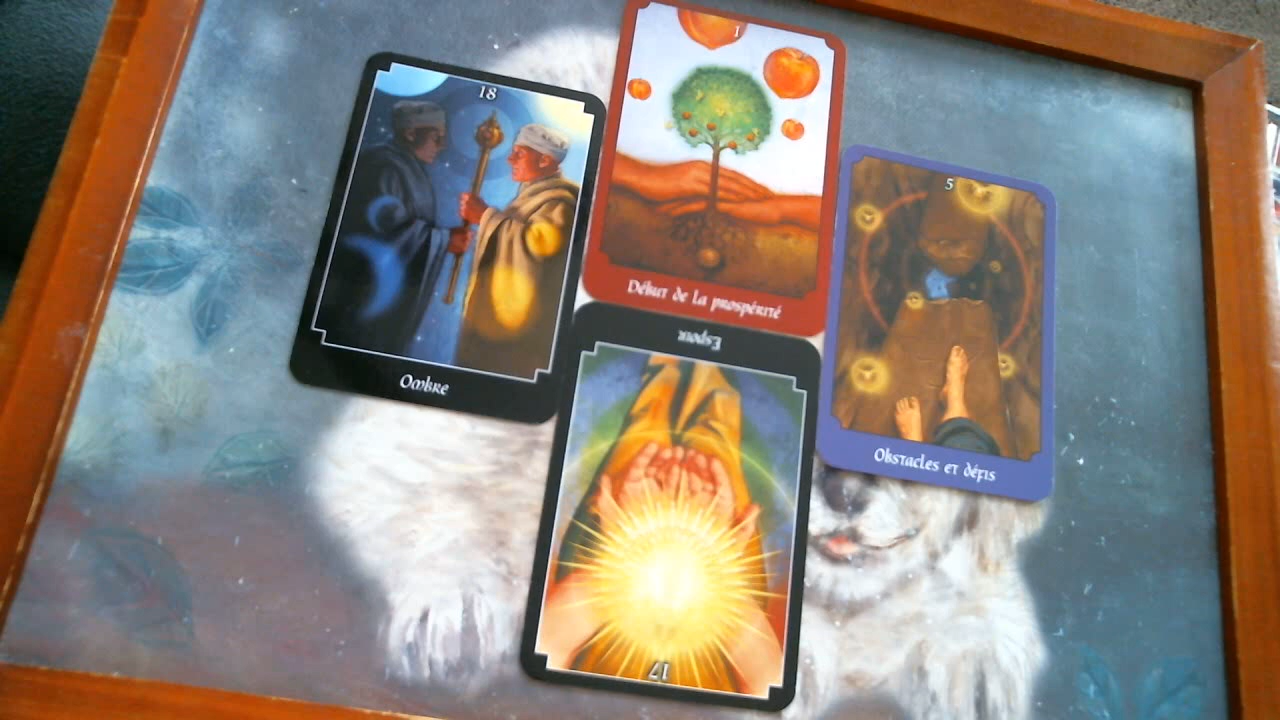 18
Ombre
1
Début de la prospérité
5
Obstacles et défis
Espoir
17